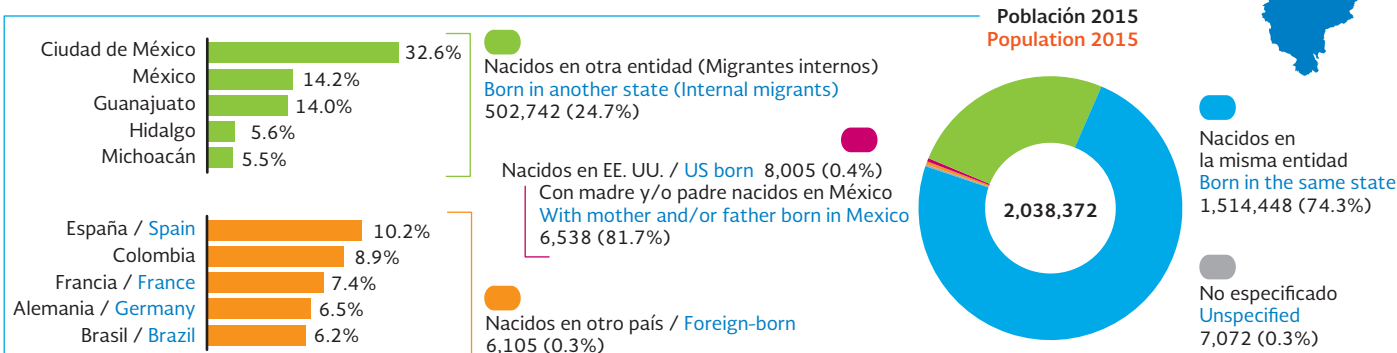 Población 2015
Population 2015
Ciudad de México 32.6%
México 14.2%
Guanajuato 14.0%
Hidalgo 5.6%
Michoacán 5.5%
Nacidos en otra entidad (Migrantes internos)
Born in another state (Internal migrants)
502,742 (24.7%)
Nacidos en EE. UU. / US born 8,005 (0.4%)
Con madre y/o padre nacidos en México
With mother and/or father born in Mexico
6,538 (81.7%)
España / Spain 10.2%
Colombia 8.9%
Francia / France 7.4%
Alemania / Germany 6.5%
Brasil / Brazil 6.2%
Nacidos en otro país / Foreign-born
6,105 (0.3%)
2,038,372
Nacidos en
la misma entidad
Born in the same state
1,514,448 (74.3%)
No especificado
Unspecified
7,072 (0.3%)